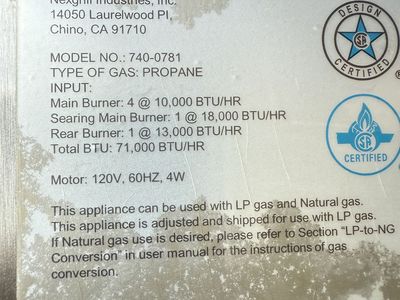 Nexgrill Industries, Inc.
14050 Laurelwood Pl,
Chino, CA 91710
MODEL NO.: 740-0781
TYPE OF GAS: PROPANE
INPUT:
Main Burner: 4 @ 10,000 BTU/HR
Searing Main Burner: 1 @ 18,000 BTU/HR
Rear Burner: 1 @ 13,000 BTU/HR
Total BTU: 71,000 BTU/HR
Motor: 120V, 60HZ, 4W
This appliance can be used with LP gas and Natural gas.
This appliance is adjusted and shipped for use with LP gas.
If Natural gas use is desired, please refer to Section "LP-to-NG
Conversion" in user manual for the instructions of gas
conversion.
DESIGN
CERTIFIED
CERTIFIED